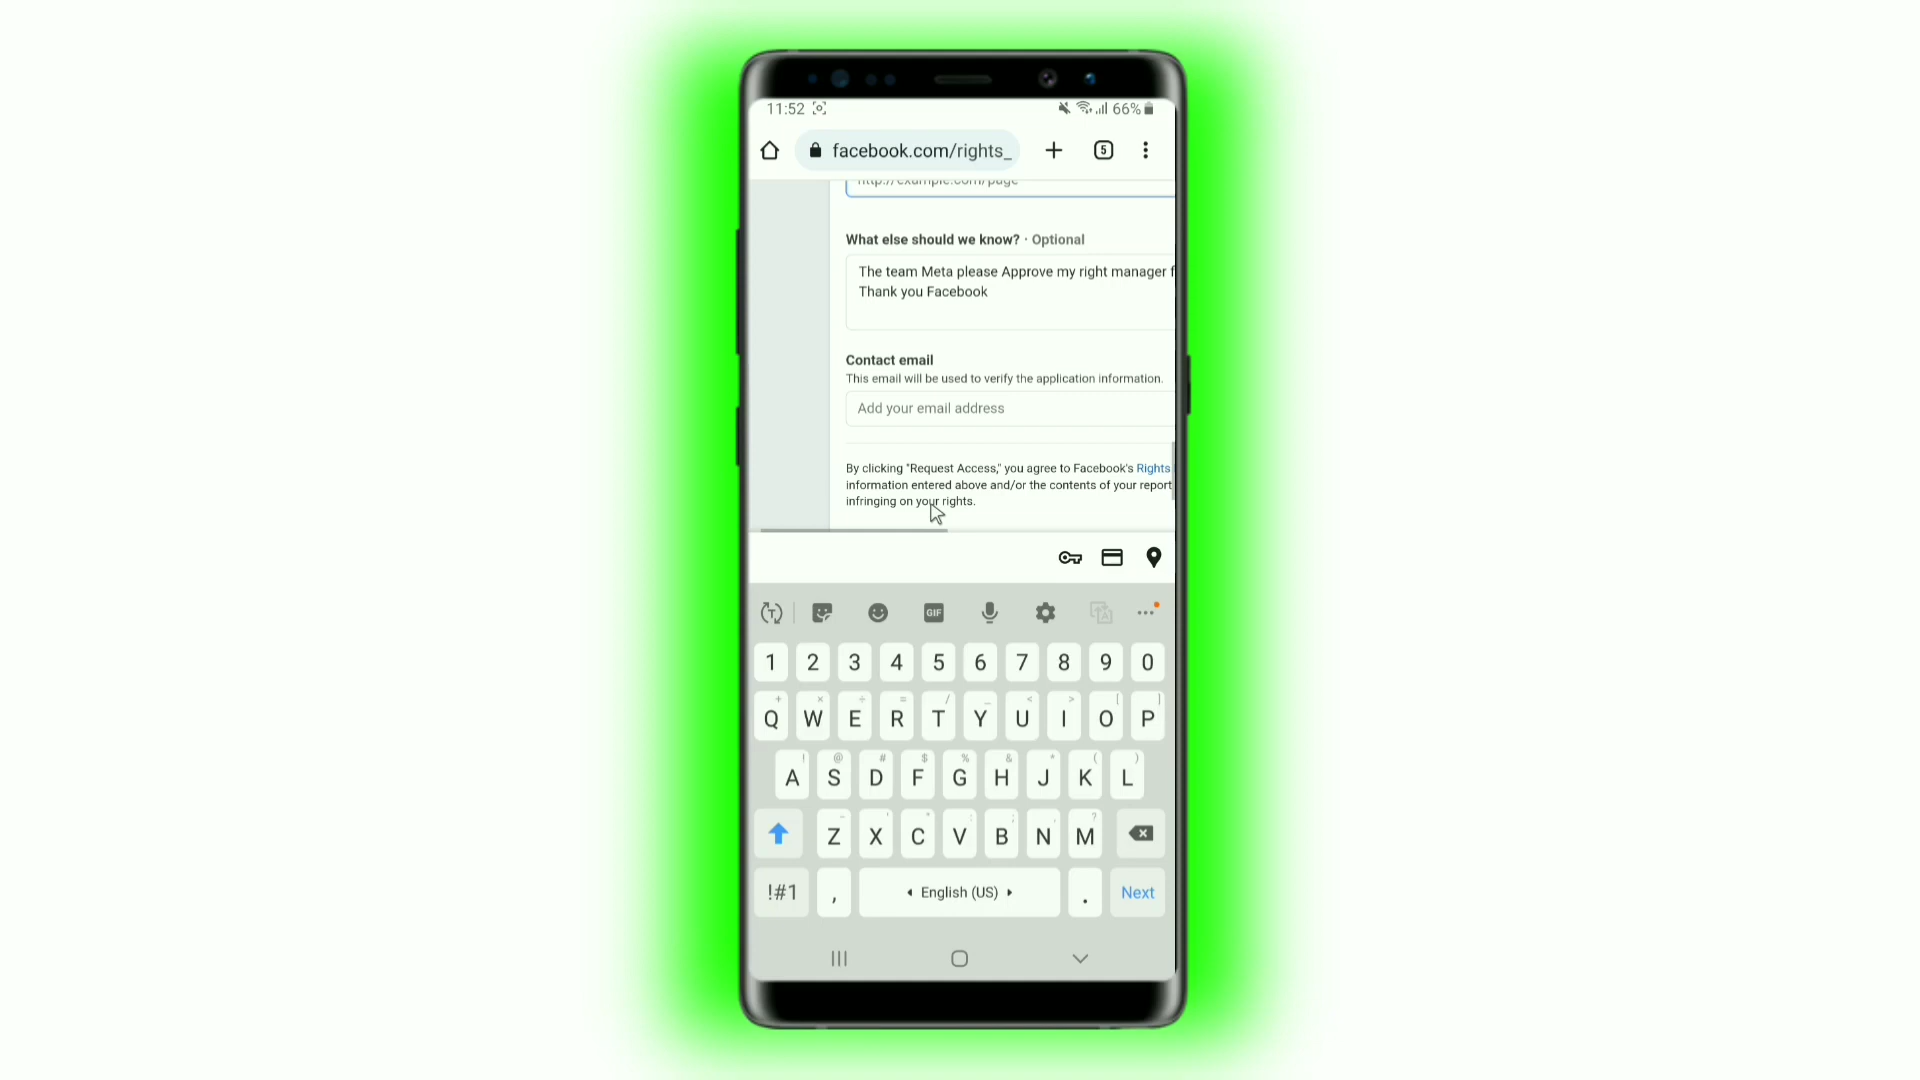 11:52 66%
facebook.com/rights_ 5
http://example.com/page
What else should we know? · Optional
The team Meta please Approve my right manager f
Thank you Facebook
Contact email
This email will be used to verify the application information.
Add your email address
By clicking "Request Access," you agree to Facebook's Rights
information entered above and/or the contents of your report
infringing on your rights.
T GIF A
1 2 3 4 5 6 7 8 9 0
+ × ÷ = / _ < > [ ]
Q W E R T Y U I O P
! @ # $ % & * ( )
A S D F G H J K L
- ' " : ; , ?
Z X C V B N M
!#1 , English (US) . Next